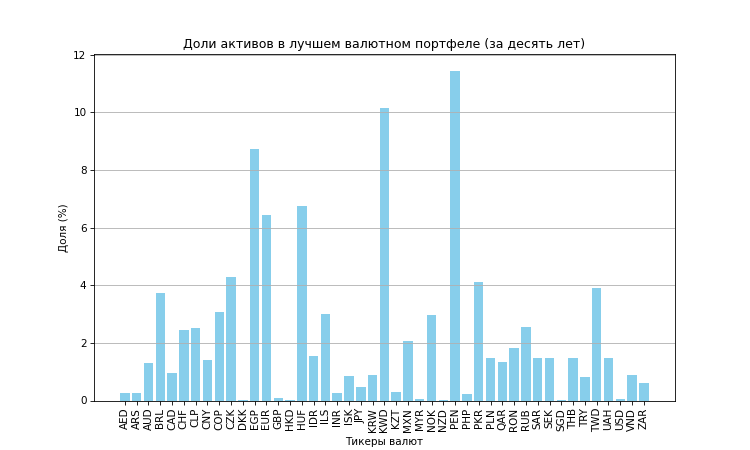 Доли активов в лучшем валютном портфеле (за десять лет)
12
10
8
6
4
2
0
Доля (%)
AED ARS AUD BRL CAD CHF CLP CNY COP CZK DKK EGP EUR GBP HKD HUF IDR ILS INR ISK JPY KRW KWD KZT MXN MYR NOK NZD PEN PHP PKR PLN QAR RON RUB SAR SEK SGD THB TRY TWD UAH USD VND ZAR
Тикеры валют